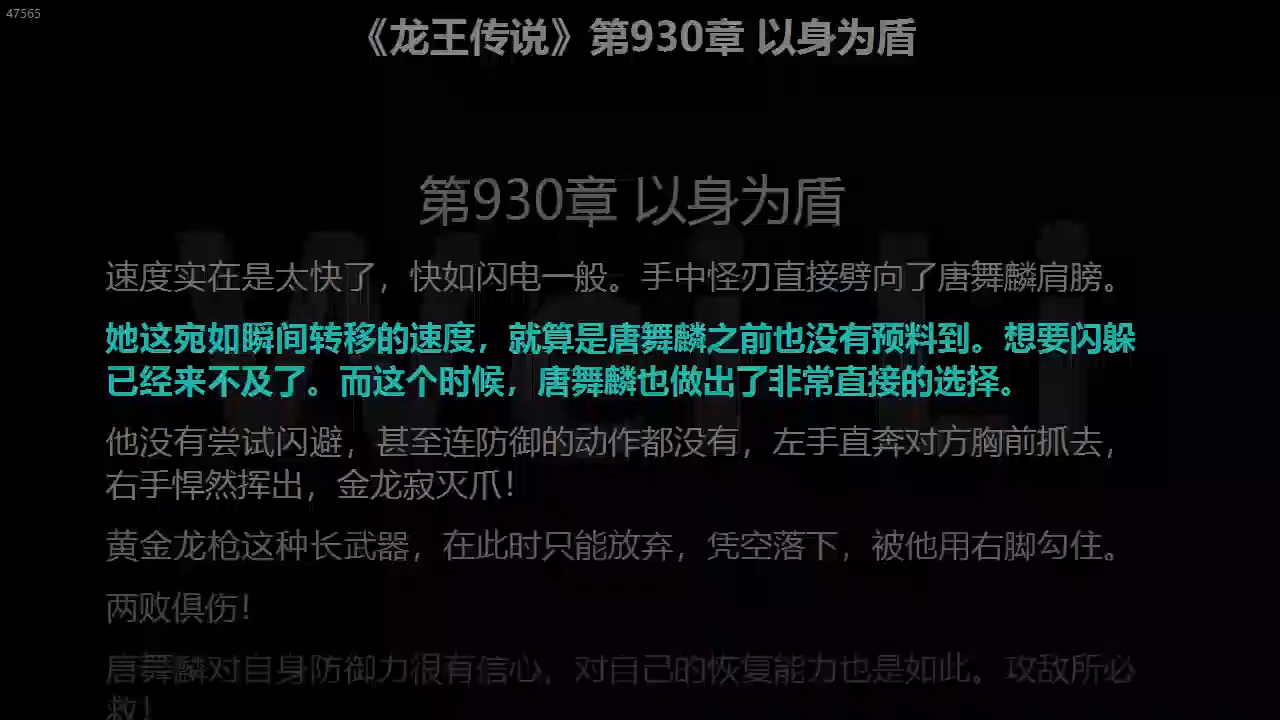 47565
《龙王传说》第930章 以身为盾
第930章 以身为盾
速度实在是太快了，快如闪电一般。手中怪刃直接劈向了唐舞麟肩膀。
她这宛如瞬间转移的速度，就算是唐舞麟之前也没有预料到。想要闪躲
已经来不及了。而这个时候，唐舞麟也做出了非常直接的选择。
他没有尝试闪避，甚至连防御的动作都没有，左手直奔对方胸前抓去，
右手悍然挥出，金龙寂灭爪！
黄金龙枪这种长武器，在此时只能放弃，凭空落下，被他用右脚勾住。
两败俱伤！
唐舞麟对自身防御力很有信心，对自己的恢复能力也是如此。攻敌所必
救！